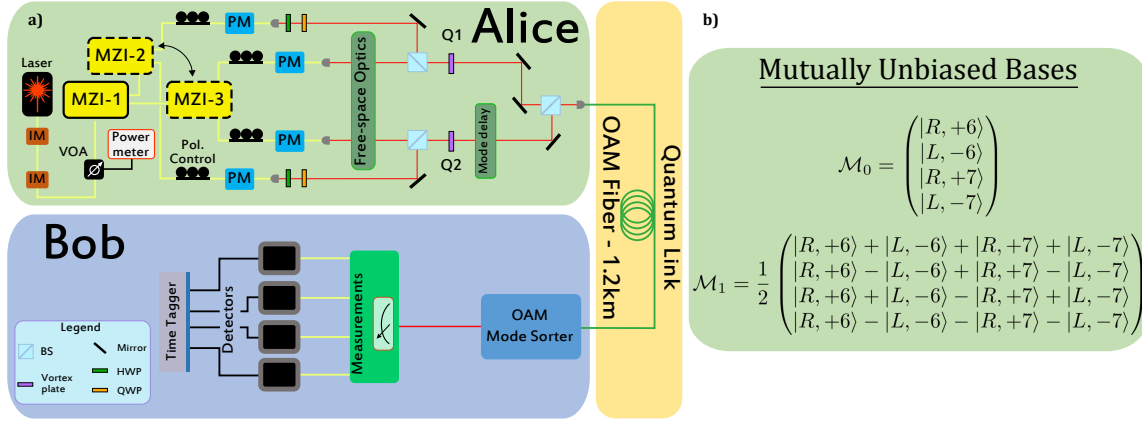 a)
Alice
Laser
IM
IM
VOA
Power
meter
MZI-1
MZI-2
MZI-3
Pol.
Control
PM
PM
PM
PM
Free-space Optics
Q1
Q2
Mode delay
OAM Fiber - 1.2km
Quantum Link
Bob
Time Tagger
Detectors
Measurements
OAM
Mode Sorter
Legend
BS
Mirror
Vortex
plate
HWP
QWP
b)
Mutually Unbiased Bases
|R, +6⟩
|L, −6⟩
ℳ₀ = |R, +7⟩
|L, −7⟩
|R, +6⟩ + |L, −6⟩ + |R, +7⟩ + |L, −7⟩
|R, +6⟩ − |L, −6⟩ + |R, +7⟩ − |L, −7⟩
ℳ₁ = 1/2 |R, +6⟩ + |L, −6⟩ − |R, +7⟩ + |L, −7⟩
|R, +6⟩ − |L, −6⟩ − |R, +7⟩ − |L, −7⟩